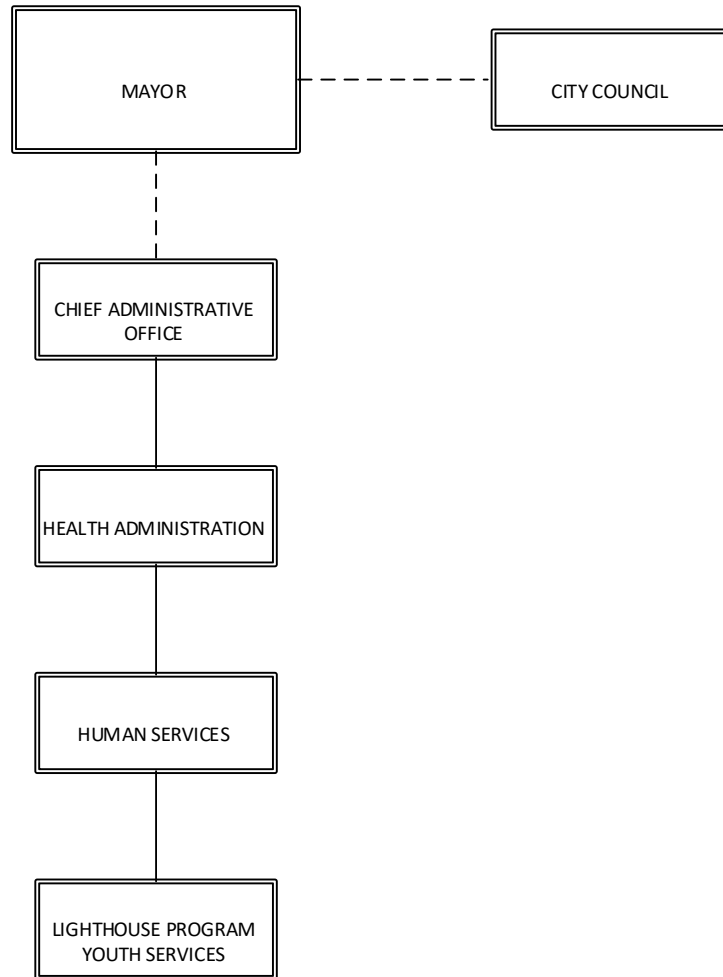 MAYOR
CITY COUNCIL
CHIEF ADMINISTRATIVE
OFFICE
HEALTH ADMINISTRATION
HUMAN SERVICES
LIGHTHOUSE PROGRAM
YOUTH SERVICES